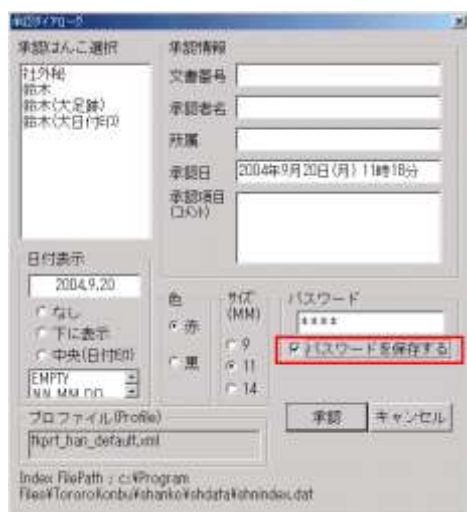 承認ダイアログ
承認はんこ選択
社外秘
鈴木
鈴木(大足跡)
鈴木(大日付印)
承認情報
文書番号
承認者名
所属
承認日
2004年9月20日(月) 11時18分
承認項目
(コメント)
日付表示
2004.9.20
なし
下に表示
中央(日付印)
EMPTY
色
赤
黒
サイズ
(MM)
9
11
14
パスワード
****
パスワードを保存する
プロファイル(Profile)
承認
キャンセル
Index FilePath ; c:¥Program
Files¥TororoKonbu¥shanko¥shdata¥shnindex.dat